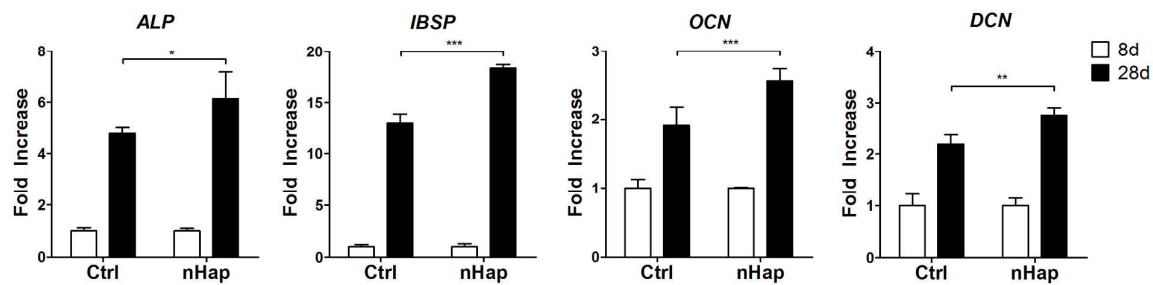 ALP
Fold Increase
8
6
4
2
0
*
Ctrl nHap
IBSP
Fold Increase
20
15
10
5
0
***
Ctrl nHap
OCN
Fold Increase
3
2
1
0
***
Ctrl nHap
DCN
Fold Increase
4
3
2
1
0
**
Ctrl nHap
8d
28d